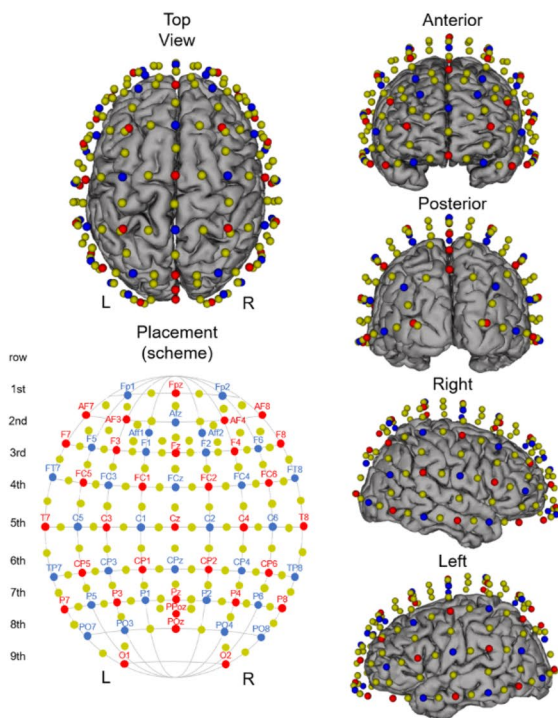 Top
View
L R
Anterior
Posterior
Right
Left
Placement
(scheme)
row
1st Fp1 Fpz Fp2
2nd AF7 AF3 Afz AF4 AF8
Aff1 Aff2
3rd F7 F5 F3 F1 Fz F2 F4 F6 F8
4th FT7 FC5 FC3 FC1 FCz FC2 FC4 FC6 FT8
5th T7 C5 C3 C1 Cz C2 C4 C6 T8
6th TP7 CP5 CP3 CP1 CPz CP2 CP4 CP6 TP8
7th P7 P5 P3 P1 Pz P2 P4 P6 P8
PPoz
8th PO7 PO3 POz PO4 PO8
9th O1 O2
L R